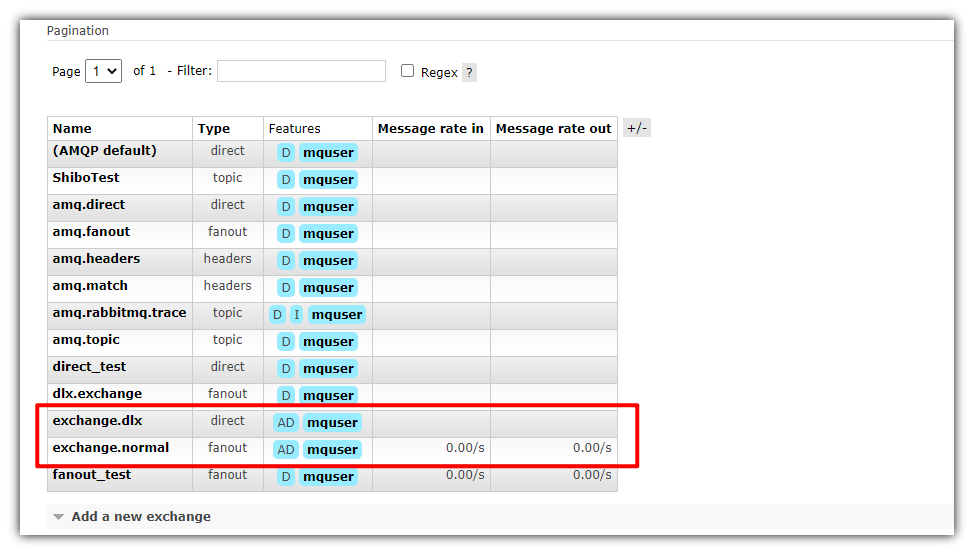 Pagination
Page 1 of 1 - Filter: Regex ?
Name Type Features Message rate in Message rate out +/-
(AMQP default) direct D mquser
ShiboTest topic D mquser
amq.direct direct D mquser
amq.fanout fanout D mquser
amq.headers headers D mquser
amq.match headers D mquser
amq.rabbitmq.trace topic D I mquser
amq.topic topic D mquser
direct_test direct D mquser
dlx.exchange fanout D mquser
exchange.dlx direct AD mquser
exchange.normal fanout AD mquser 0.00/s 0.00/s
fanout_test fanout D mquser 0.00/s 0.00/s
Add a new exchange